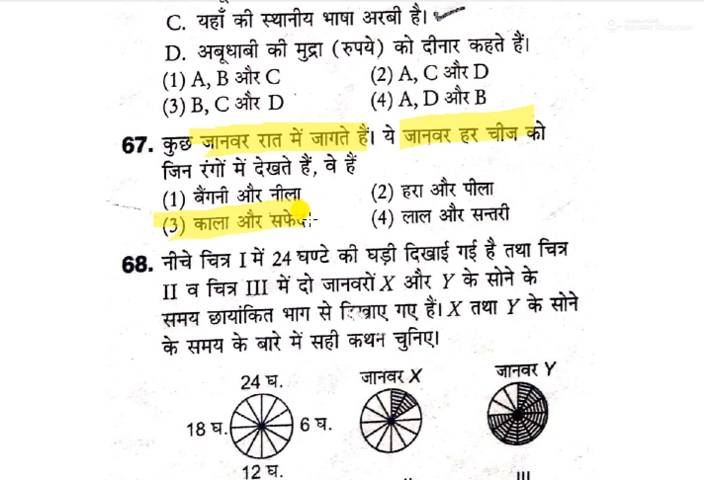 C. यहाँ की स्थानीय भाषा अरबी है।
D. अबूधाबी की मुद्रा (रुपये) को दीनार कहते हैं।
(1) A, B और C (2) A, C और D
(3) B, C और D (4) A, D और B
67. कुछ जानवर रात में जागते हैं। ये जानवर हर चीज को
जिन रंगों में देखते हैं, वे हैं
(1) बैंगनी और नीला (2) हरा और पीला
(3) काला और सफेद (4) लाल और सन्तरी
68. नीचे चित्र I में 24 घण्टे की घड़ी दिखाई गई है तथा चित्र
II व चित्र III में दो जानवरों X और Y के सोने के
समय छायांकित भाग से दिखाए गए हैं। X तथा Y के सोने
के समय के बारे में सही कथन चुनिए।
24 घ. जानवर X जानवर Y
18 घ. 6 घ.
12 घ. III